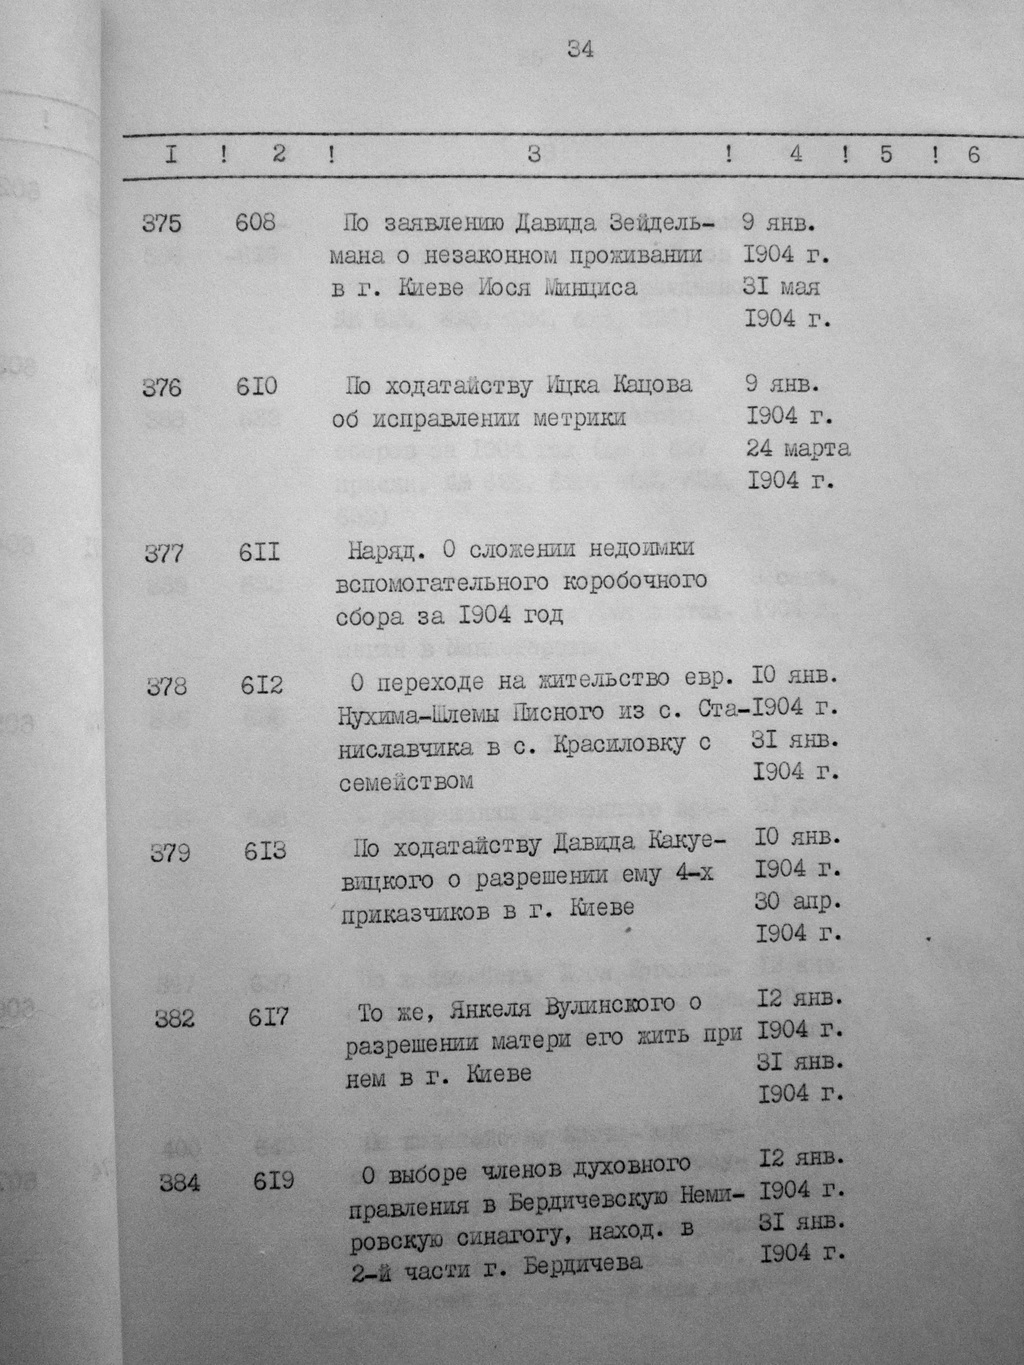 34
I ! 2 ! 3 ! 4 ! 5 ! 6
375 608 По заявлению Давида Зейдель- 9 янв.
мана о незаконном проживании 1904 г.
в г. Киеве Иося Минциса 31 мая
1904 г.
376 610 По ходатайству Ицка Кацова 9 янв.
об исправлении метрики 1904 г.
24 марта
1904 г.
377 611 Наряд. О сложении недоимки
вспомогательного коробочного
сбора за 1904 год
378 612 О переходе на жительство евр. 10 янв.
Нухима-Шлемы Писного из с. Ста- 1904 г.
ниславчика в с. Красиловку с 31 янв.
семейством 1904 г.
379 613 По ходатайству Давида Какуе- 10 янв.
вицкого о разрешении ему 4-х 1904 г.
приказчиков в г. Киеве 30 апр.
1904 г.
382 617 То же, Янкеля Вулинского о 12 янв.
разрешении матери его жить при 1904 г.
нем в г. Киеве 31 янв.
1904 г.
384 619 О выборе членов духовного 12 янв.
правления в Бердичевскую Неми- 1904 г.
ровскую синагогу, наход. в 31 янв.
2-й части г. Бердичева 1904 г.